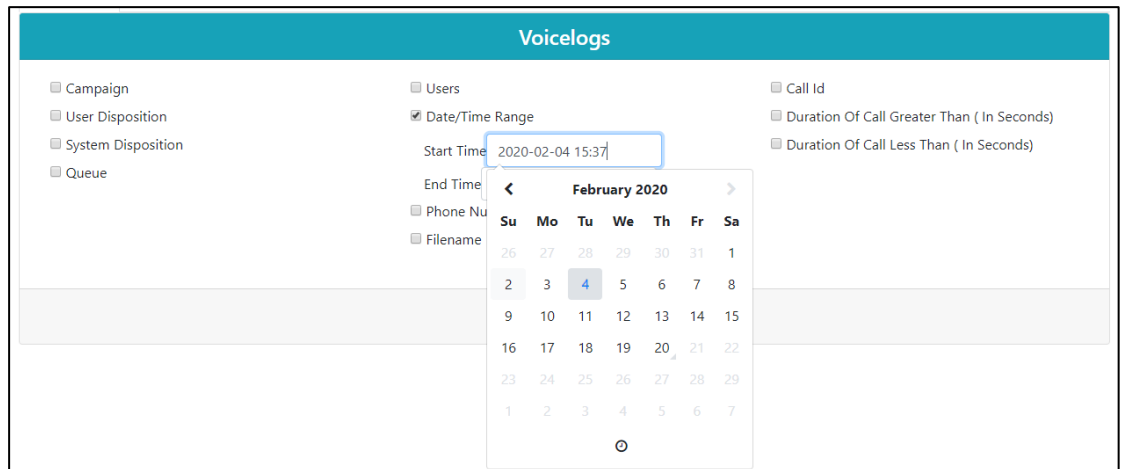 Voicelogs
Campaign
User Disposition
System Disposition
Queue
Users
Date/Time Range
Start Time 2020-02-04 15:37
End Time
Phone Nu
Filename
February 2020
Su Mo Tu We Th Fr Sa
26 27 28 29 30 31 1
2 3 4 5 6 7 8
9 10 11 12 13 14 15
16 17 18 19 20 21 22
23 24 25 26 27 28 29
1 2 3 4 5 6 7
Call Id
Duration Of Call Greater Than ( In Seconds)
Duration Of Call Less Than ( In Seconds)